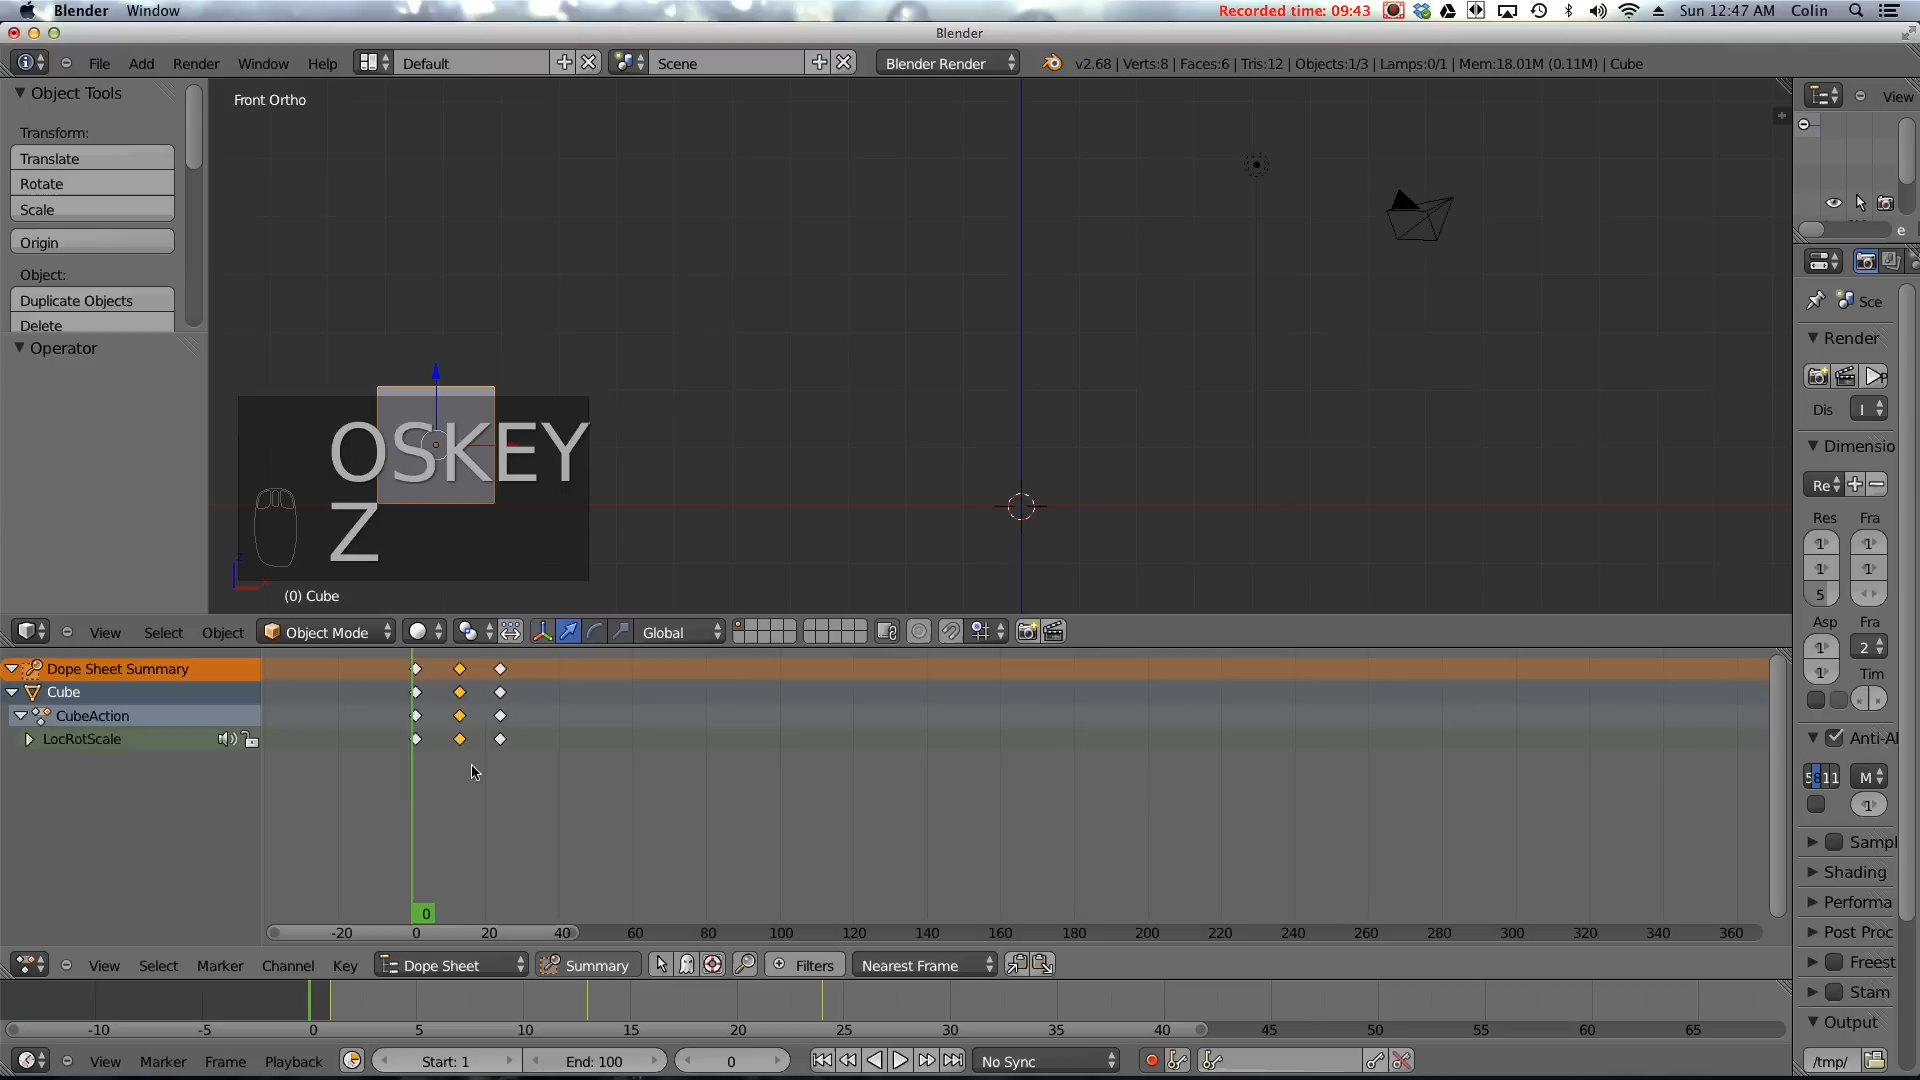 Blender Window Recorded time: 09:43 Sun 12:47 AM Colin
Blender
File Add Render Window Help Default Scene Blender Render v2.68 | Verts:8 | Faces:6 | Tris:12 | Objects:1/3 | Lamps:0/1 | Mem:18.01M (0.11M) | Cube
Object Tools
Front Ortho
View
Transform:
Translate
Rotate
Scale
Origin
Object:
Duplicate Objects
Delete
Operator
OSKEY
Z
(0) Cube
e
Sce
Render
Dis
Dimensio
Re
Res Fra
5
Asp Fra
2
Tim
Anti-Al
5 8 11 M
Sampl
Shading
Performa
Post Proc
Freest
Stam
Output
/tmp/
View Select Object Object Mode Global
Dope Sheet Summary
Cube
CubeAction
LocRotScale
0
-20 0 20 40 60 80 100 120 140 160 180 200 220 240 260 280 300 320 340 360
View Select Marker Channel Key Dope Sheet Summary Filters Nearest Frame
-10 -5 0 5 10 15 20 25 30 35 40 45 50 55 60 65
View Marker Frame Playback Start: 1 End: 100 0 No Sync